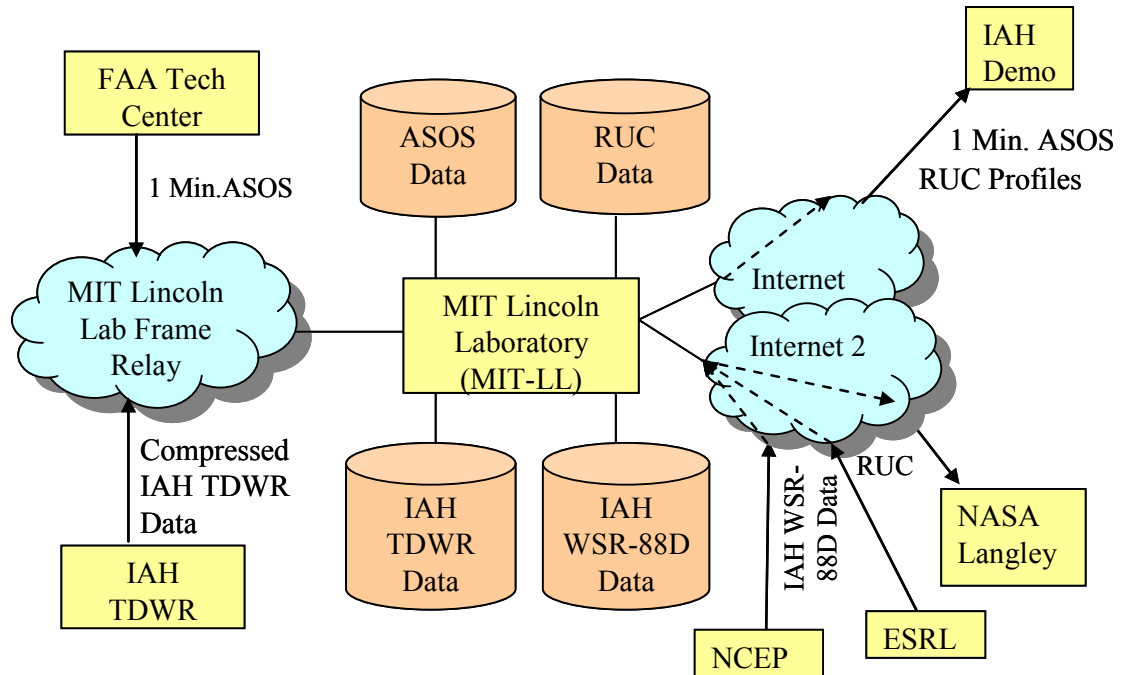 FAA Tech
Center
1 Min.ASOS
MIT Lincoln
Lab Frame
Relay
Compressed
IAH TDWR
Data
IAH
TDWR
ASOS
Data
RUC
Data
MIT Lincoln
Laboratory
(MIT-LL)
IAH
TDWR
Data
IAH
WSR-88D
Data
IAH
Demo
1 Min. ASOS
RUC Profiles
Internet
Internet 2
IAH WSR-
88D Data
RUC
NASA
Langley
NCEP
ESRL